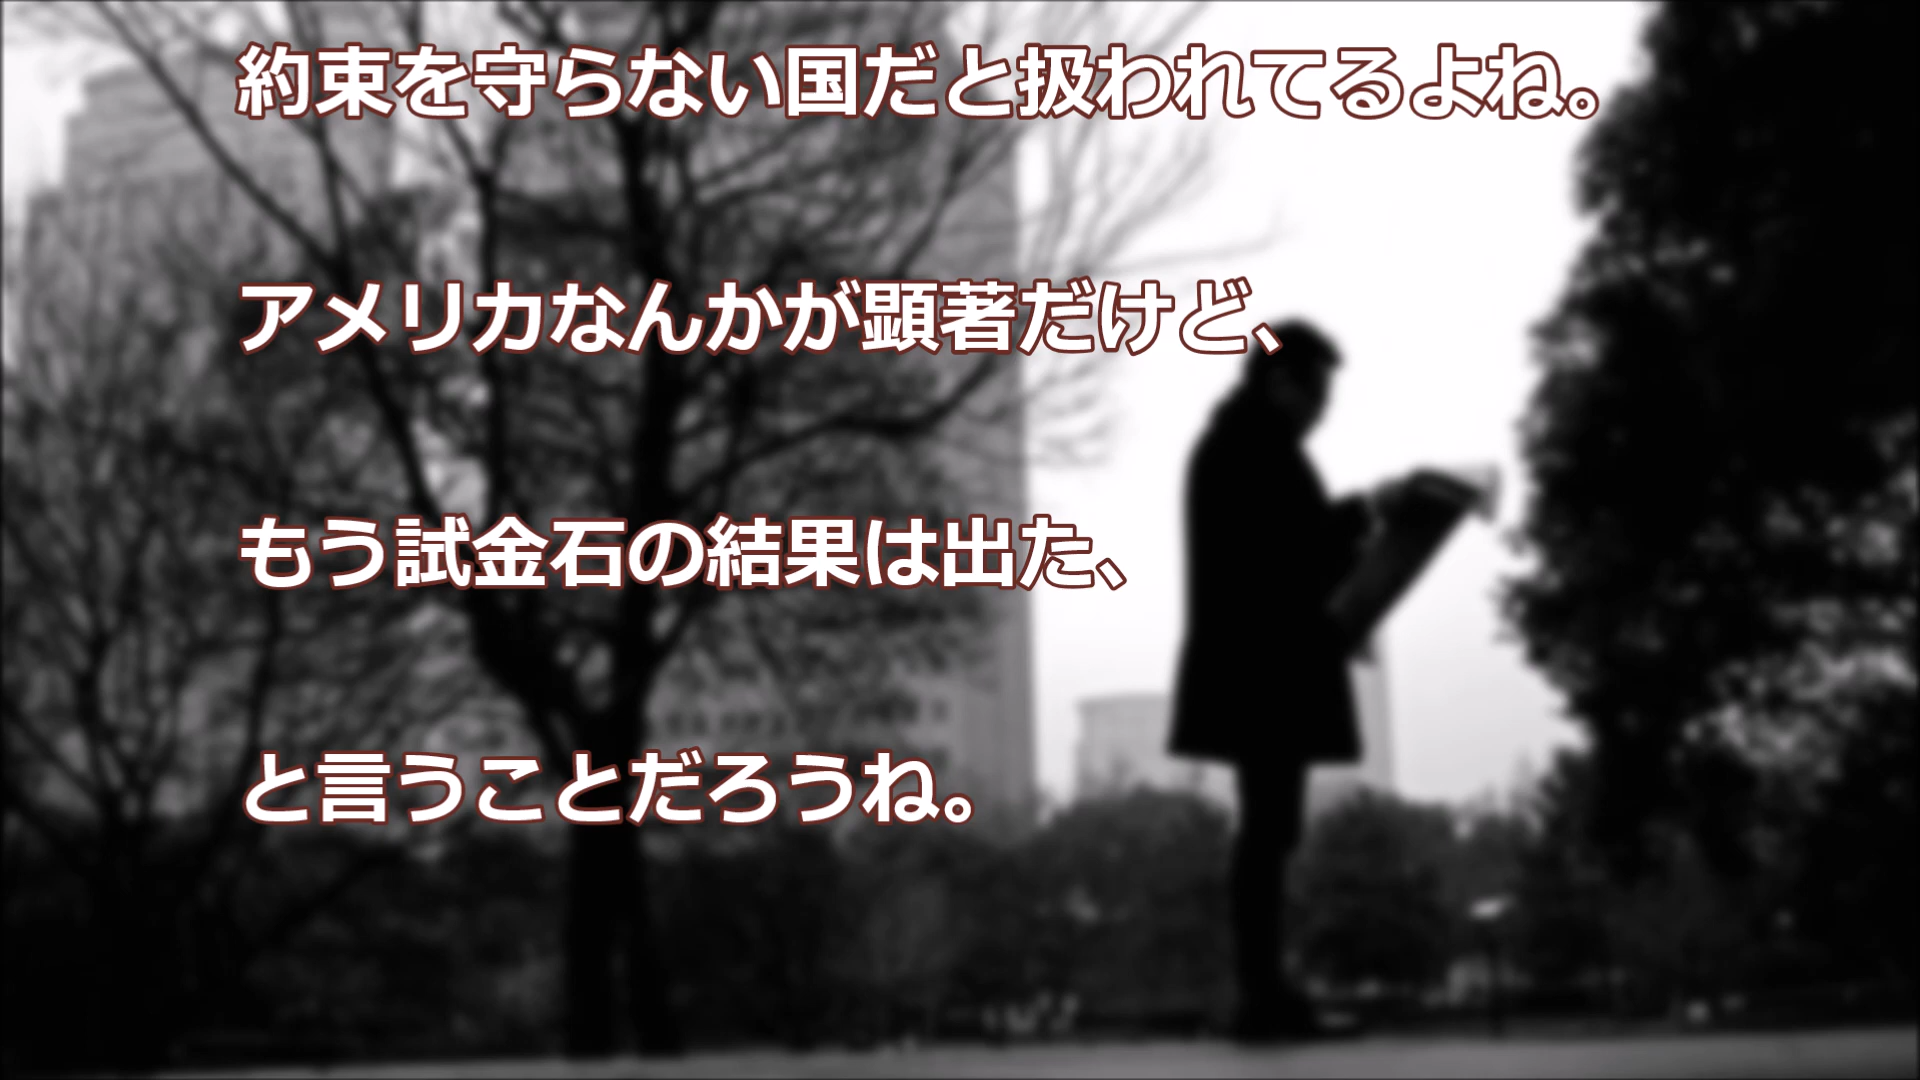 約束を守らない国だと扱われてるよね。
アメリカなんかが顕著だけど、
もう試金石の結果は出た、
と言うことだろうね。